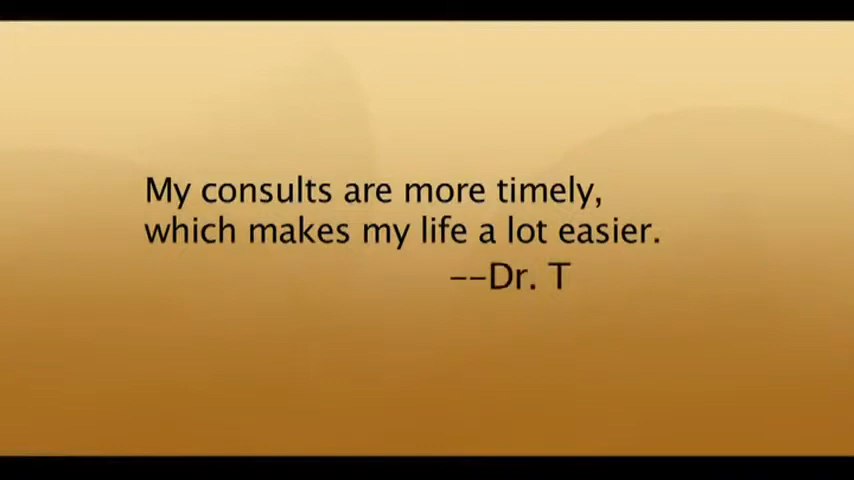 My consults are more timely,
which makes my life a lot easier.
--Dr. T